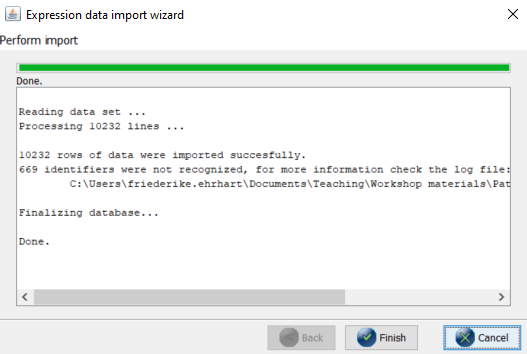 Expression data import wizard
Perform import
Done.
Reading data set ...
Processing 10232 lines ...
10232 rows of data were imported succesfully.
669 identifiers were not recognized, for more information check the log file:
C:\Users\friederike.ehrhart\Documents\Teaching\Workshop materials\Pat
Finalizing database...
Done.
Back Finish Cancel